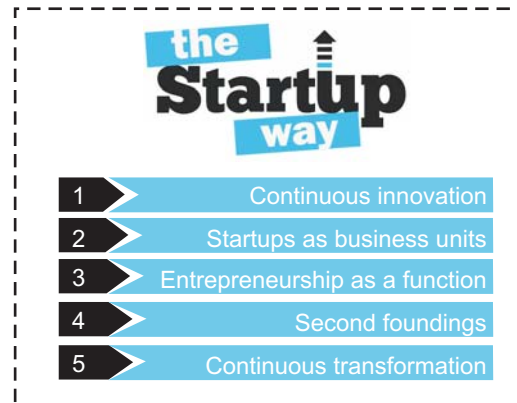 the
Startup
way
1 Continuous innovation
2 Startups as business units
3 Entrepreneurship as a function
4 Second foundings
5 Continuous transformation